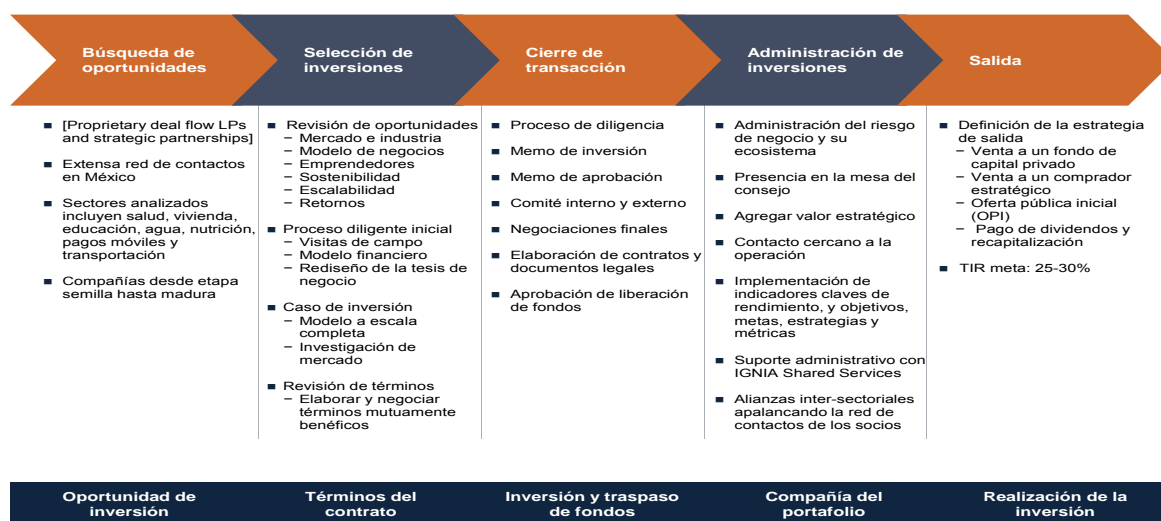 Búsqueda de
oportunidades
Selección de
inversiones
Cierre de
transacción
Administración de
inversiones
Salida
■ [Proprietary deal flow LPs
and strategic partnerships]
■ Extensa red de contactos
en México
■ Sectores analizados
incluyen salud, vivienda,
educación, agua, nutrición,
pagos móviles y
transportación
■ Compañías desde etapa
semilla hasta madura
■ Revisión de oportunidades
− Mercado e industria
− Modelo de negocios
− Emprendedores
− Sostenibilidad
− Escalabilidad
− Retornos
■ Proceso diligente inicial
− Visitas de campo
− Modelo financiero
− Rediseño de la tesis de
negocio
■ Caso de inversión
− Modelo a escala
completa
− Investigación de
mercado
■ Revisión de términos
− Elaborar y negociar
términos mutuamente
benéficos
■ Proceso de diligencia
■ Memo de inversión
■ Memo de aprobación
■ Comité interno y externo
■ Negociaciones finales
■ Elaboración de contratos y
documentos legales
■ Aprobación de liberación
de fondos
■ Administración del riesgo
de negocio y su
ecosistema
■ Presencia en la mesa del
consejo
■ Agregar valor estratégico
■ Contacto cercano a la
operación
■ Implementación de
indicadores claves de
rendimiento, y objetivos,
metas, estrategias y
métricas
■ Suporte administrativo con
IGNIA Shared Services
■ Alianzas inter-sectoriales
apalancando la red de
contactos de los socios
■ Definición de la estrategia
de salida
− Venta a un fondo de
capital privado
− Venta a un comprador
estratégico
− Oferta pública inicial
(OPI)
− Pago de dividendos y
recapitalización
■ TIR meta: 25-30%
Oportunidad de
inversión
Términos del
contrato
Inversión y traspaso
de fondos
Compañía del
portafolio
Realización de la
inversión